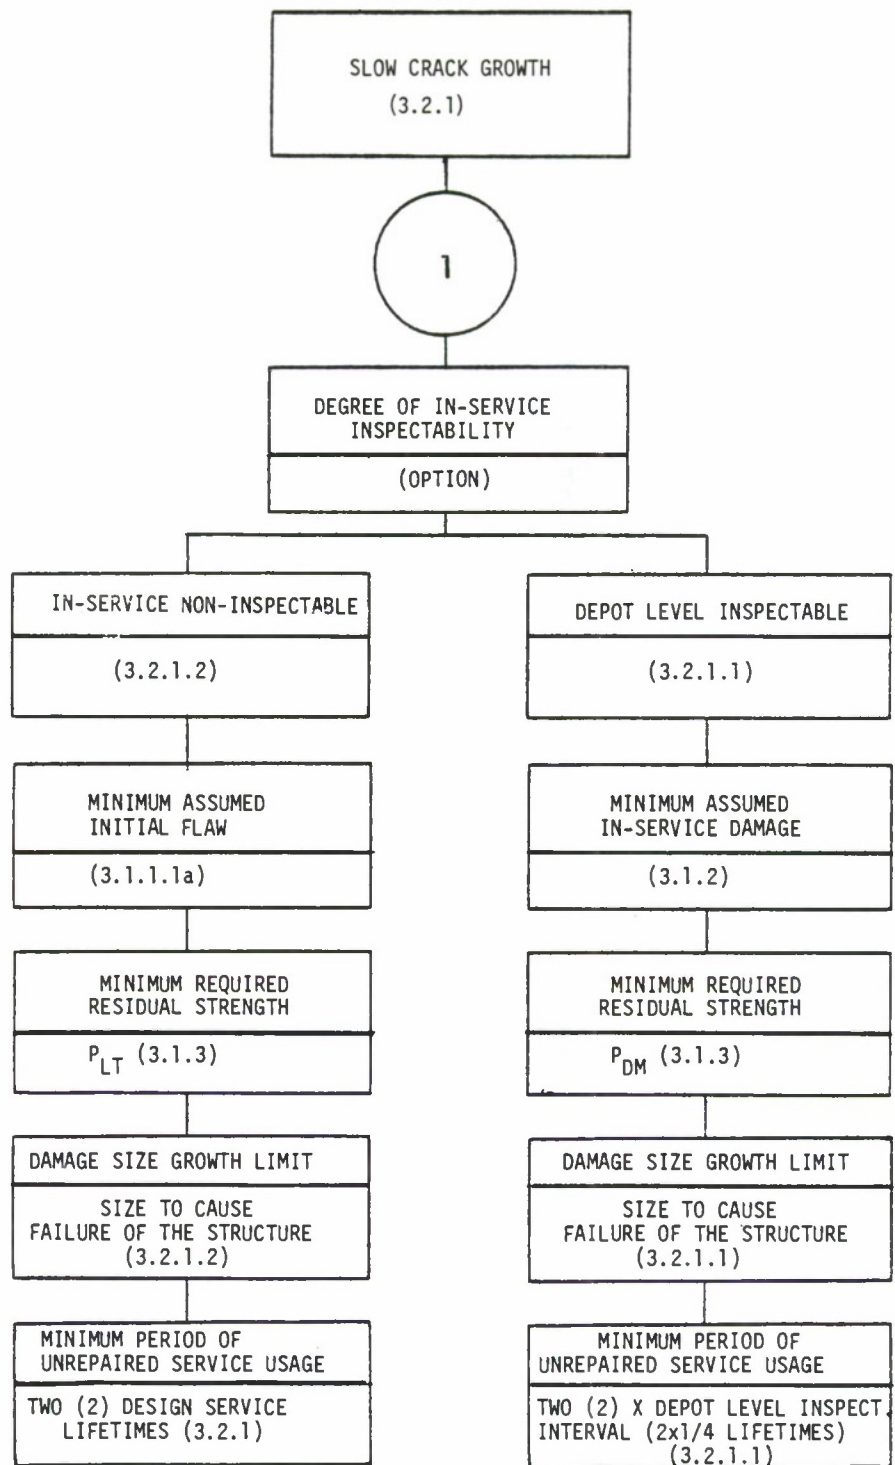 SLOW CRACK GROWTH
(3.2.1)
1
DEGREE OF IN-SERVICE
INSPECTABILITY
(OPTION)
IN-SERVICE NON-INSPECTABLE
(3.2.1.2)
MINIMUM ASSUMED
INITIAL FLAW
(3.1.1.1a)
MINIMUM REQUIRED
RESIDUAL STRENGTH
PLT (3.1.3)
DAMAGE SIZE GROWTH LIMIT
SIZE TO CAUSE
FAILURE OF THE STRUCTURE
(3.2.1.2)
MINIMUM PERIOD OF
UNREPAIRED SERVICE USAGE
TWO (2) DESIGN SERVICE
LIFETIMES (3.2.1)
DEPOT LEVEL INSPECTABLE
(3.2.1.1)
MINIMUM ASSUMED
IN-SERVICE DAMAGE
(3.1.2)
MINIMUM REQUIRED
RESIDUAL STRENGTH
PDM (3.1.3)
DAMAGE SIZE GROWTH LIMIT
SIZE TO CAUSE
FAILURE OF THE STRUCTURE
(3.2.1.1)
MINIMUM PERIOD OF
UNREPAIRED SERVICE USAGE
TWO (2) X DEPOT LEVEL INSPECT.
INTERVAL (2x1/4 LIFETIMES)
(3.2.1.1)